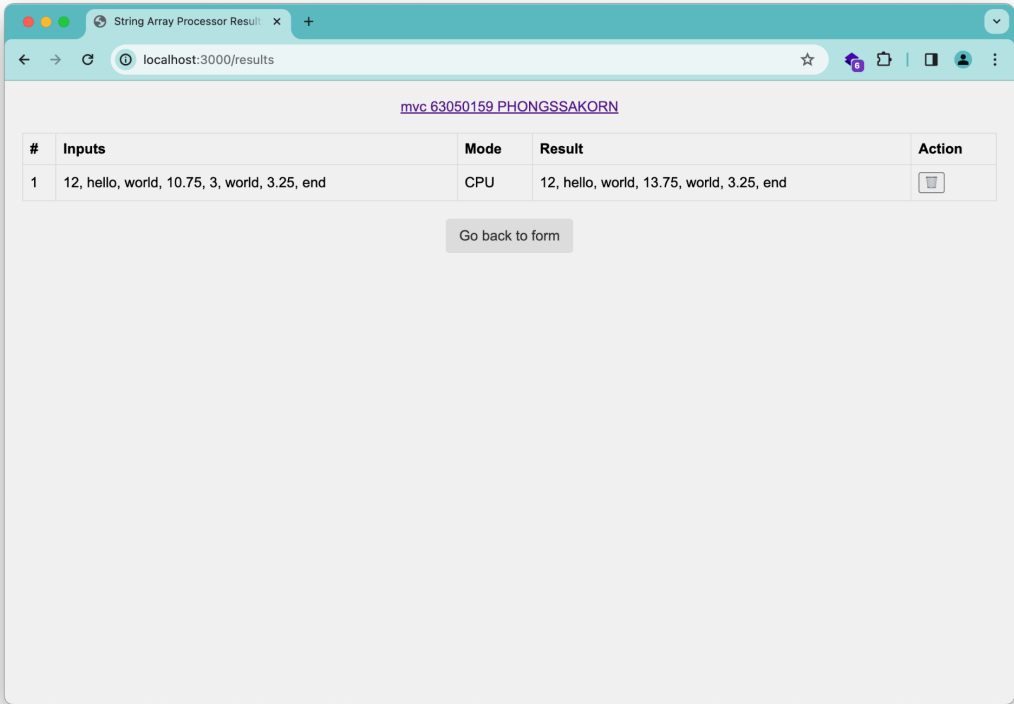 String Array Processor Result
localhost:3000/results
6
mvc 63050159 PHONGSSAKORN
# Inputs Mode Result Action
1 12, hello, world, 10.75, 3, world, 3.25, end CPU 12, hello, world, 13.75, world, 3.25, end
Go back to form